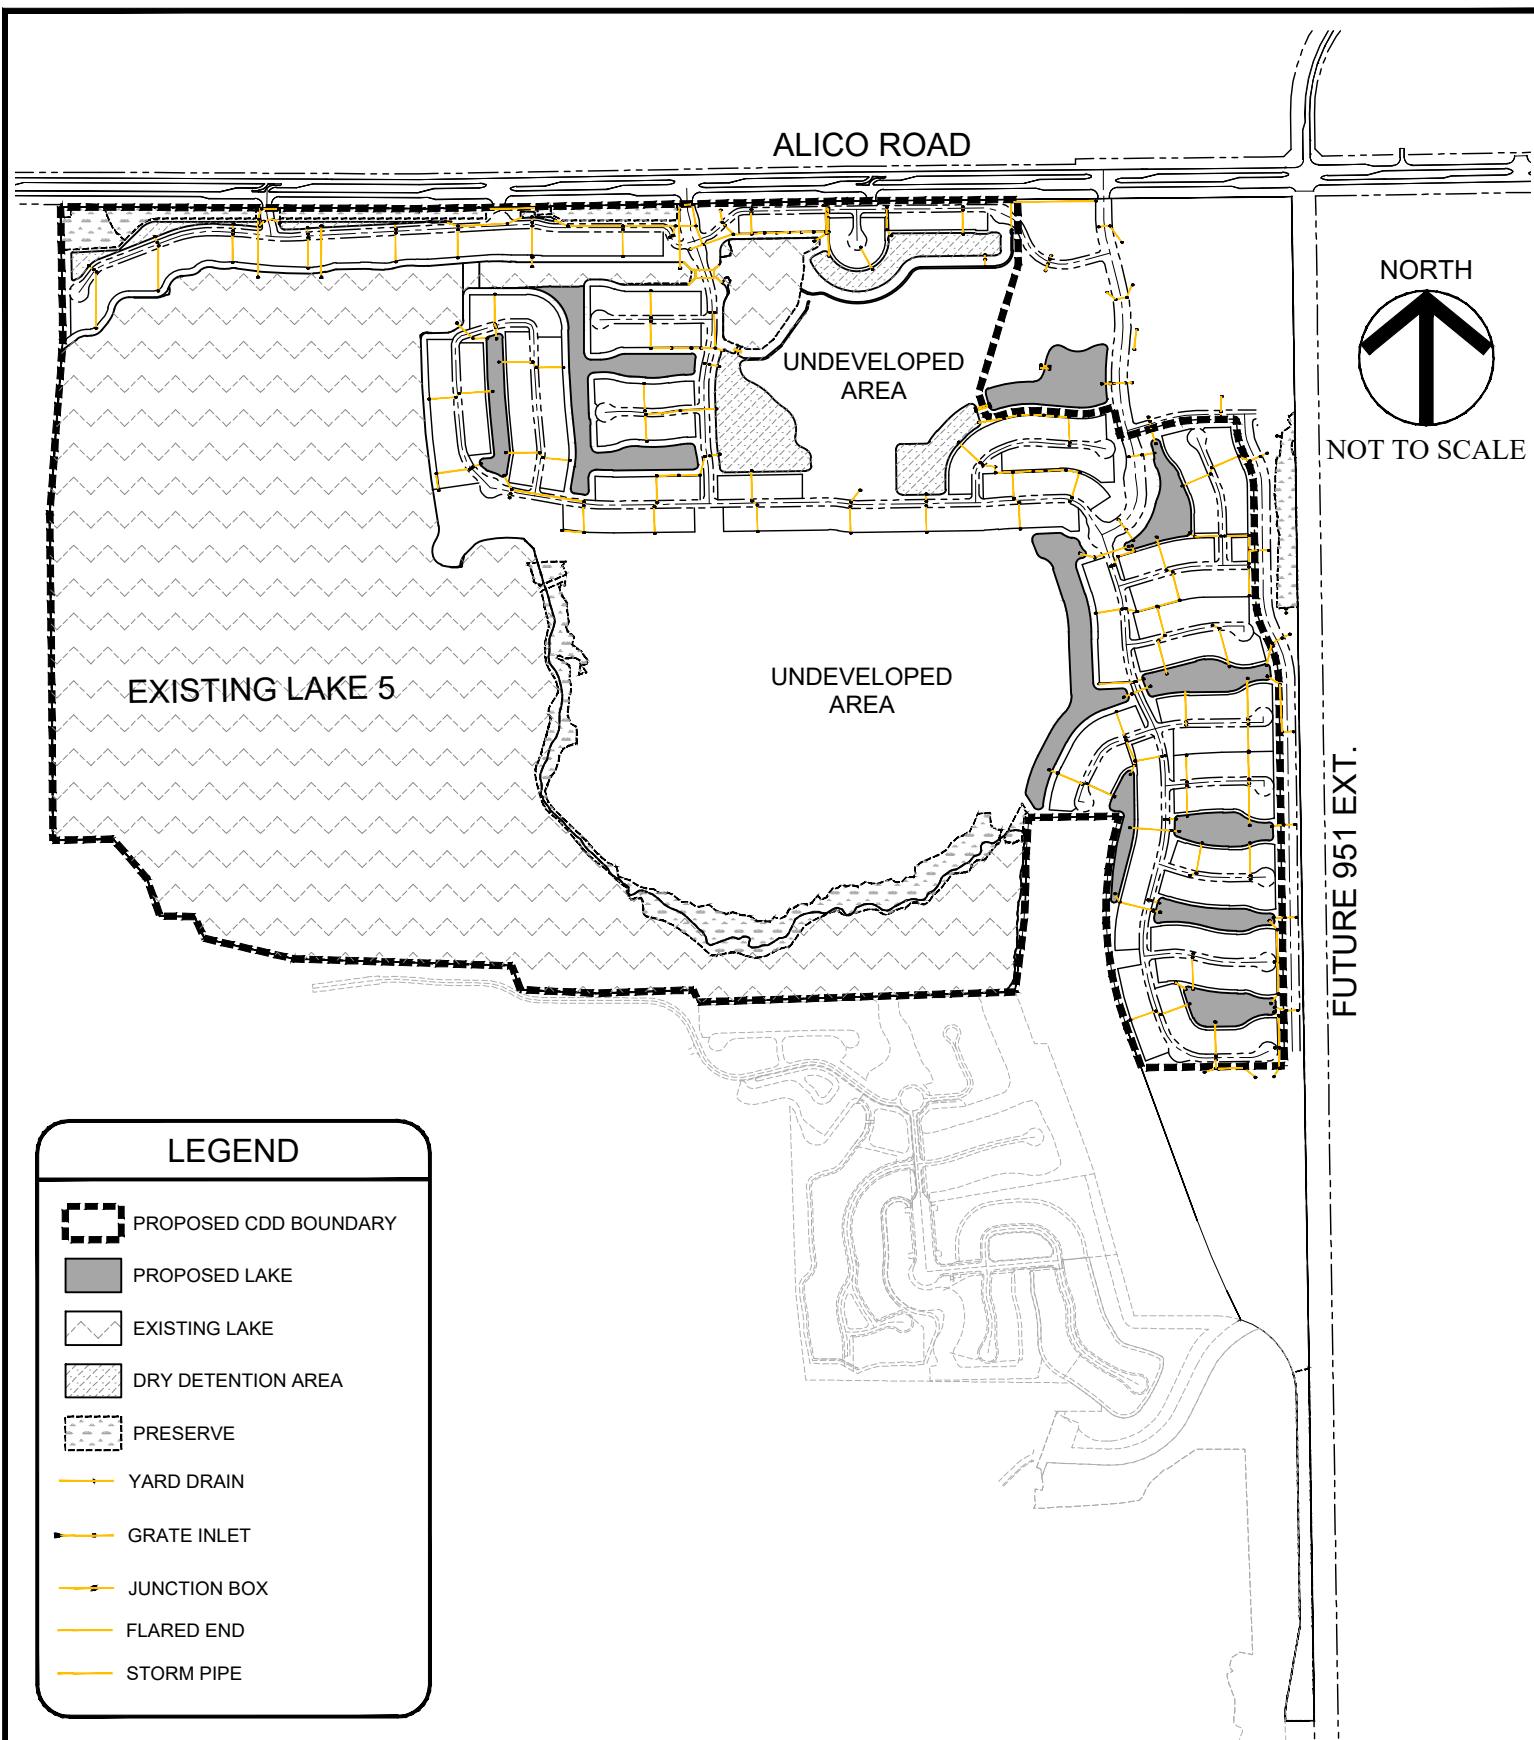 ALICO ROAD
NORTH
NOT TO SCALE
UNDEVELOPED
AREA
EXISTING LAKE 5
UNDEVELOPED
AREA
FUTURE 951 EXT.
LEGEND
PROPOSED CDD BOUNDARY
PROPOSED LAKE
EXISTING LAKE
DRY DETENTION AREA
PRESERVE
YARD DRAIN
GRATE INLET
JUNCTION BOX
FLARED END
STORM PIPE